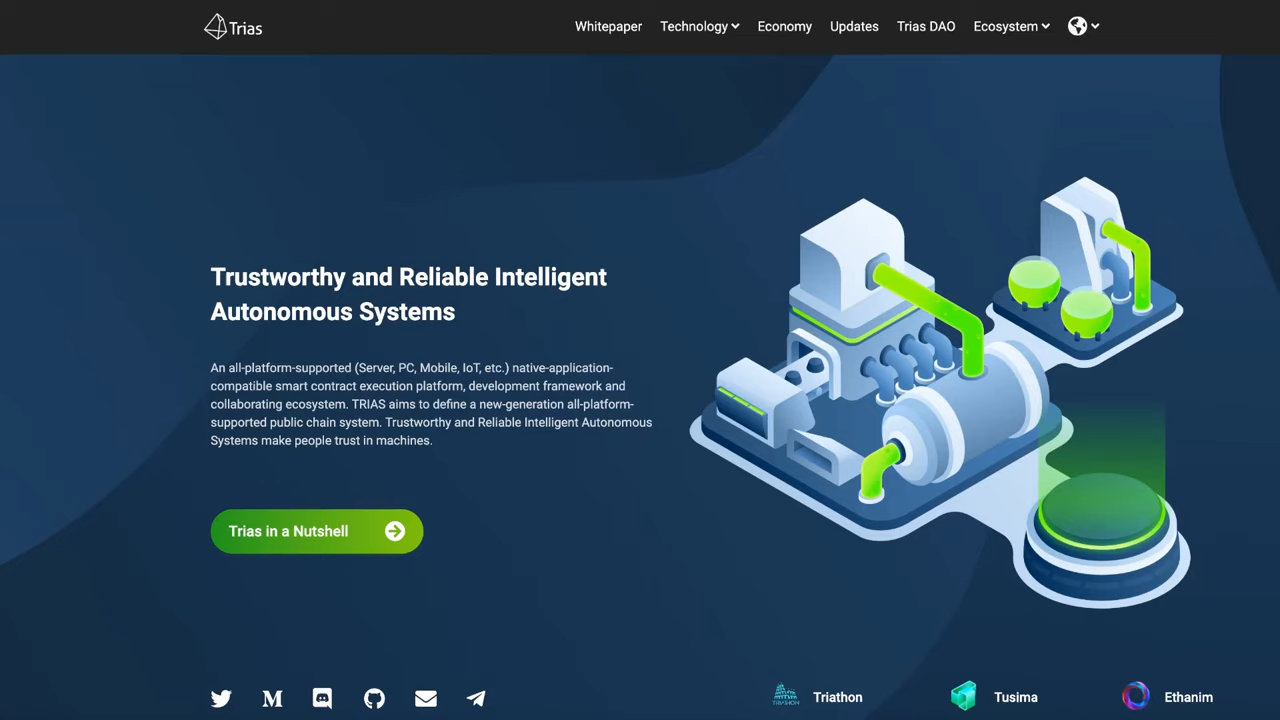 Trias
Whitepaper
Technology
Economy
Updates
Trias DAO
Ecosystem
Trustworthy and Reliable Intelligent
Autonomous Systems
An all-platform-supported (Server, PC, Mobile, IoT, etc.) native-application-
compatible smart contract execution platform, development framework and
collaborating ecosystem. TRIAS aims to define a new-generation all-platform-
supported public chain system. Trustworthy and Reliable Intelligent Autonomous
Systems make people trust in machines.
Trias in a Nutshell
M
Triathon
Tusima
Ethanim